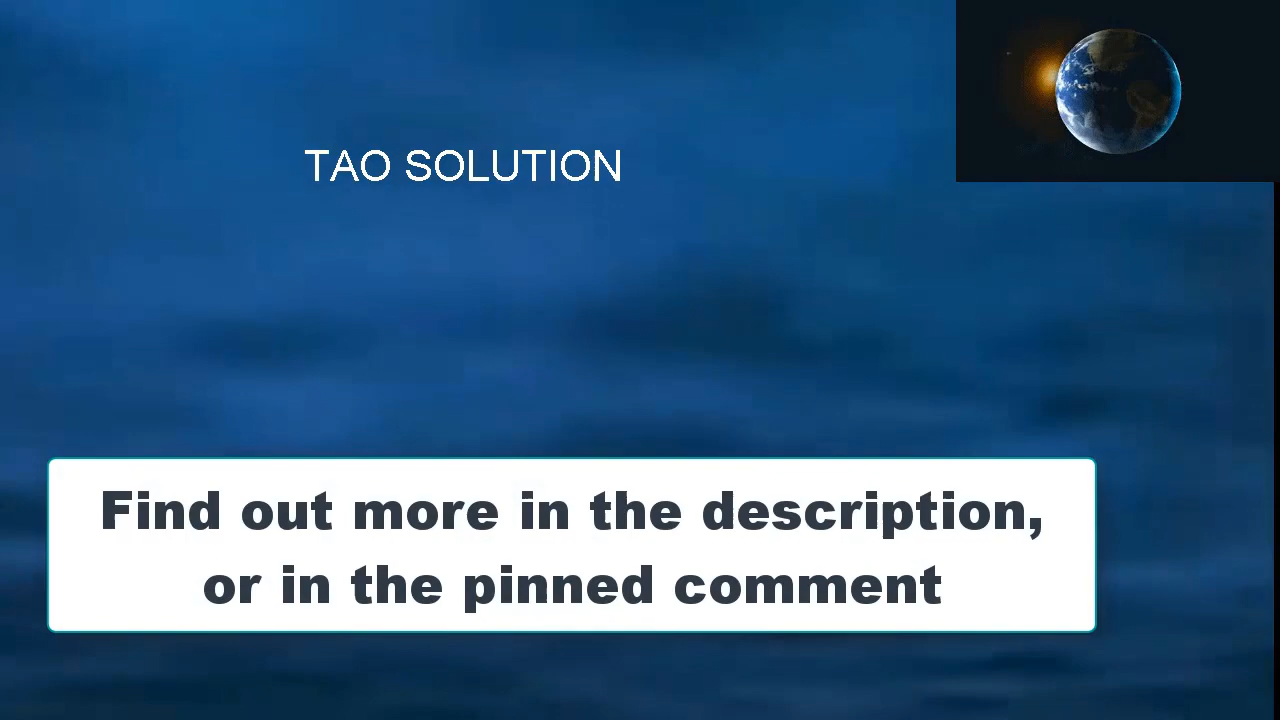 TAO SOLUTION
Find out more in the description,
or in the pinned comment